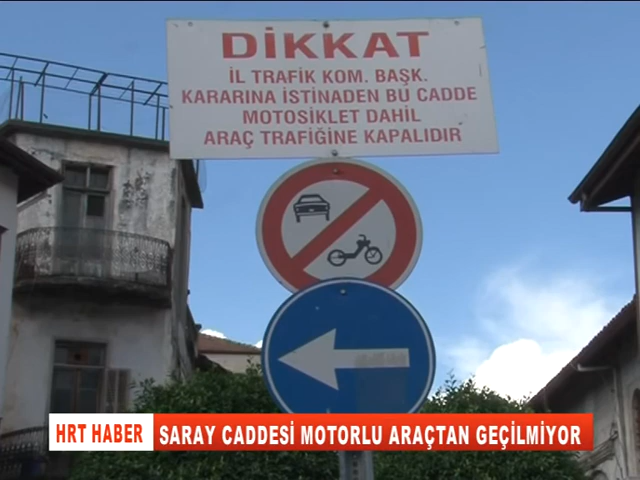 DİKKAT
İL TRAFİK KOM. BAŞK.
KARARINA İSTİNADEN BU CADDE
MOTOSİKLET DAHİL
ARAÇ TRAFİĞİNE KAPALIDIR
HRT HABER SARAY CADDESİ MOTORLU ARAÇTAN GEÇİLMİYOR